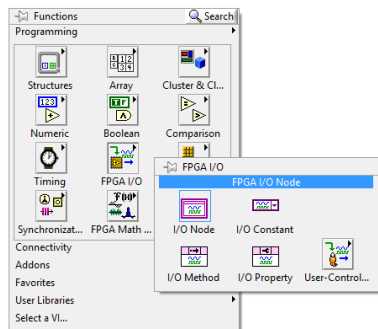 Functions
Search
Programming
Structures
Array
Cluster & Cl...
Numeric
Boolean
Comparison
Timing
FPGA I/O
Synchronizat...
FPGA Math ...
Connectivity
Addons
Favorites
User Libraries
Select a VI...
FPGA I/O
FPGA I/O Node
I/O Node
I/O Constant
I/O Method
I/O Property
User-Control...